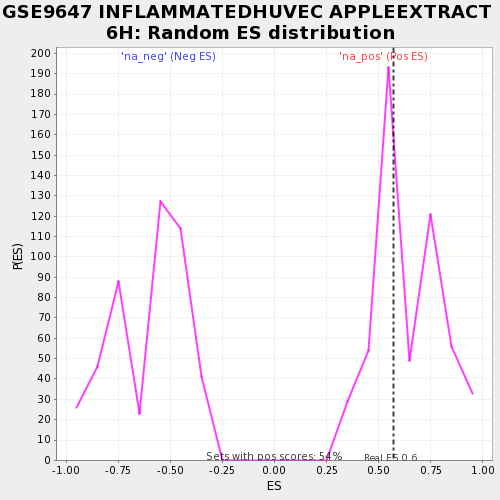 GSE9647 INFLAMMATEDHUVEC APPLEEXTRACT
6H: Random ES distribution
'na_neg' (Neg ES)
'na_pos' (Pos ES)
200
190
180
170
160
150
140
130
120
110
100
90
80
70
60
50
40
30
20
10
0
P(ES)
Sets with pos scores: 54%
Real ES 0.6
-1.00 -0.75 -0.50 -0.25 0.00 0.25 0.50 0.75 1.00
ES